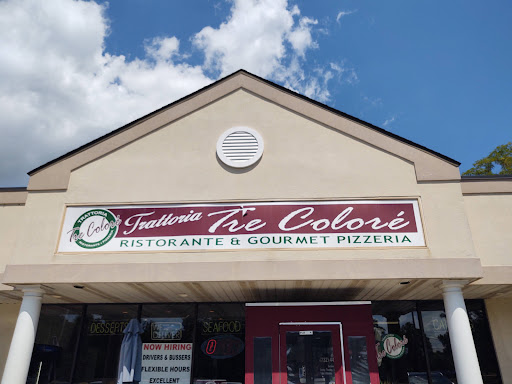 TRATTORIA
Tre Coloré
Trattoria Tre Coloré
RISTORANTE & GOURMET PIZZERIA
DESSERTS
SEAFOOD
NOW HIRING
DRIVERS & BUSSERS
FLEXIBLE HOURS
EXCELLENT